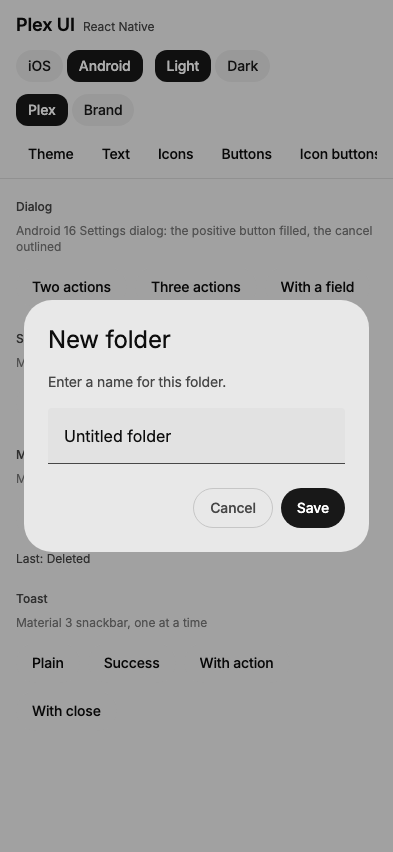 Plex UI React Native
iOS Android Light Dark
Plex Brand
Theme Text Icons Buttons Icon buttons
Dialog
Android 16 Settings dialog: the positive button filled, the cancel
outlined
Two actions Three actions With a field
S
M
New folder
Enter a name for this folder.
Untitled folder
M
M
Cancel Save
Last: Deleted
Toast
Material 3 snackbar, one at a time
Plain Success With action
With close